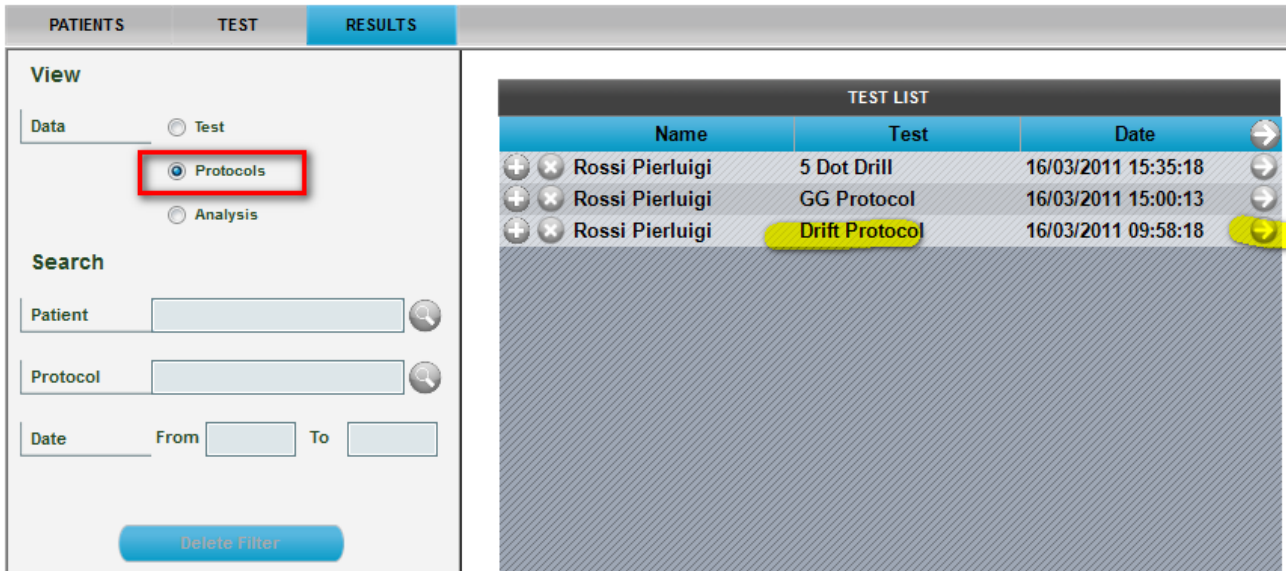 PATIENTS TEST RESULTS
View
Data Test
Protocols
Analysis
Search
Patient
Protocol
Date From To
Delete Filter
TEST LIST
Name Test Date
Rossi Pierluigi 5 Dot Drill 16/03/2011 15:35:18
Rossi Pierluigi GG Protocol 16/03/2011 15:00:13
Rossi Pierluigi Drift Protocol 16/03/2011 09:58:18